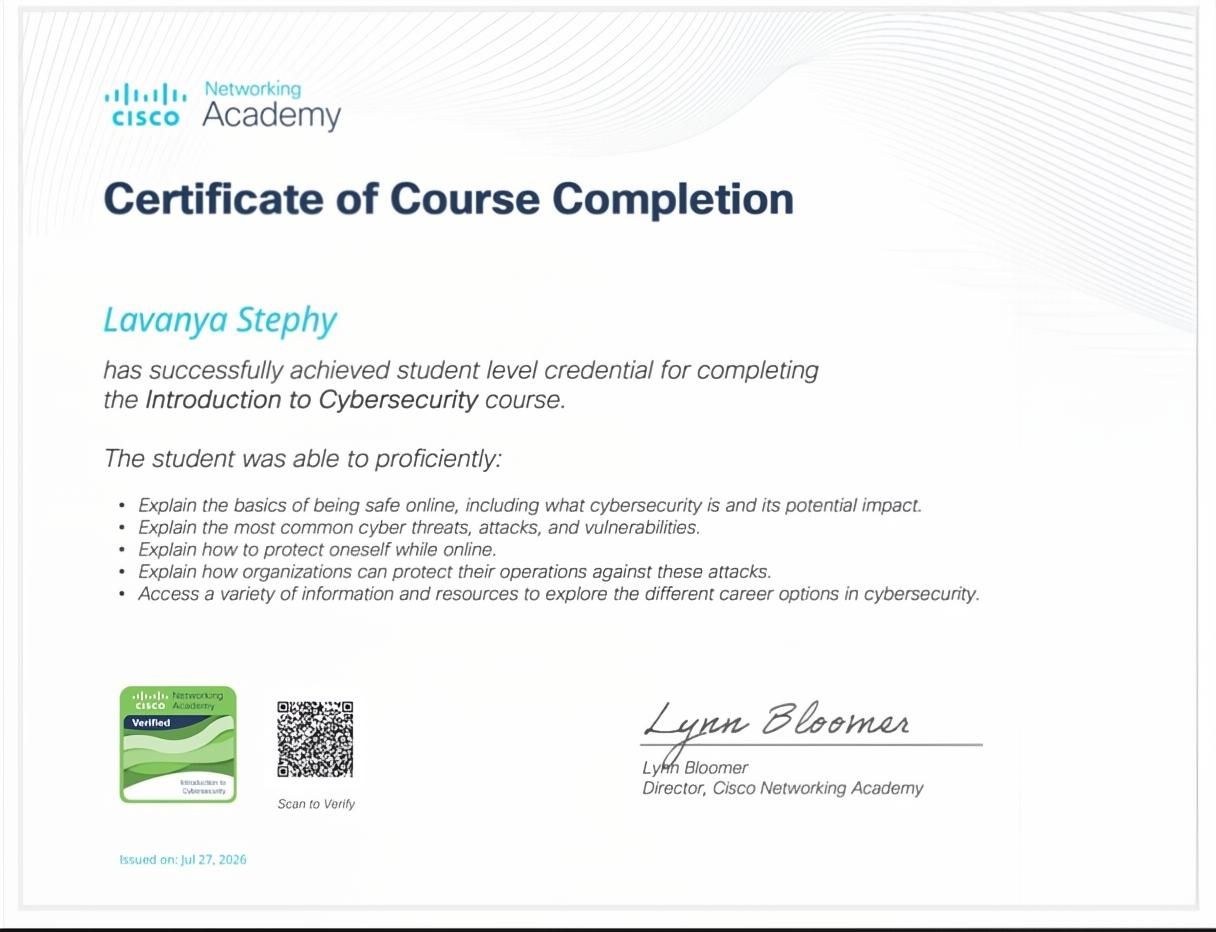 Networking
CISCO Academy
Certificate of Course Completion
Lavanya Stephy
has successfully achieved student level credential for completing
the Introduction to Cybersecurity course.
The student was able to proficiently:
• Explain the basics of being safe online, including what cybersecurity is and its potential impact.
• Explain the most common cyber threats, attacks, and vulnerabilities.
• Explain how to protect oneself while online.
• Explain how organizations can protect their operations against these attacks.
• Access a variety of information and resources to explore the different career options in cybersecurity.
Networking
CISCO Academy
Verified
Introduction to
Cybersecurity
Scan to Verify
Lynn Bloomer
Lynn Bloomer
Director, Cisco Networking Academy
Issued on: Jul 27, 2026